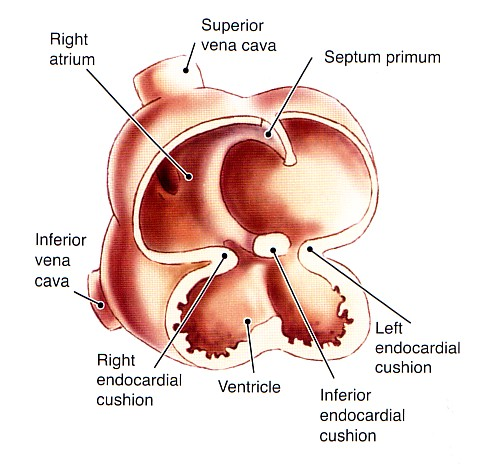 Superior
vena cava
Right
atrium
Septum primum
Inferior
vena
cava
Left
endocardial
cushion
Right
endocardial
cushion
Ventricle
Inferior
endocardial
cushion